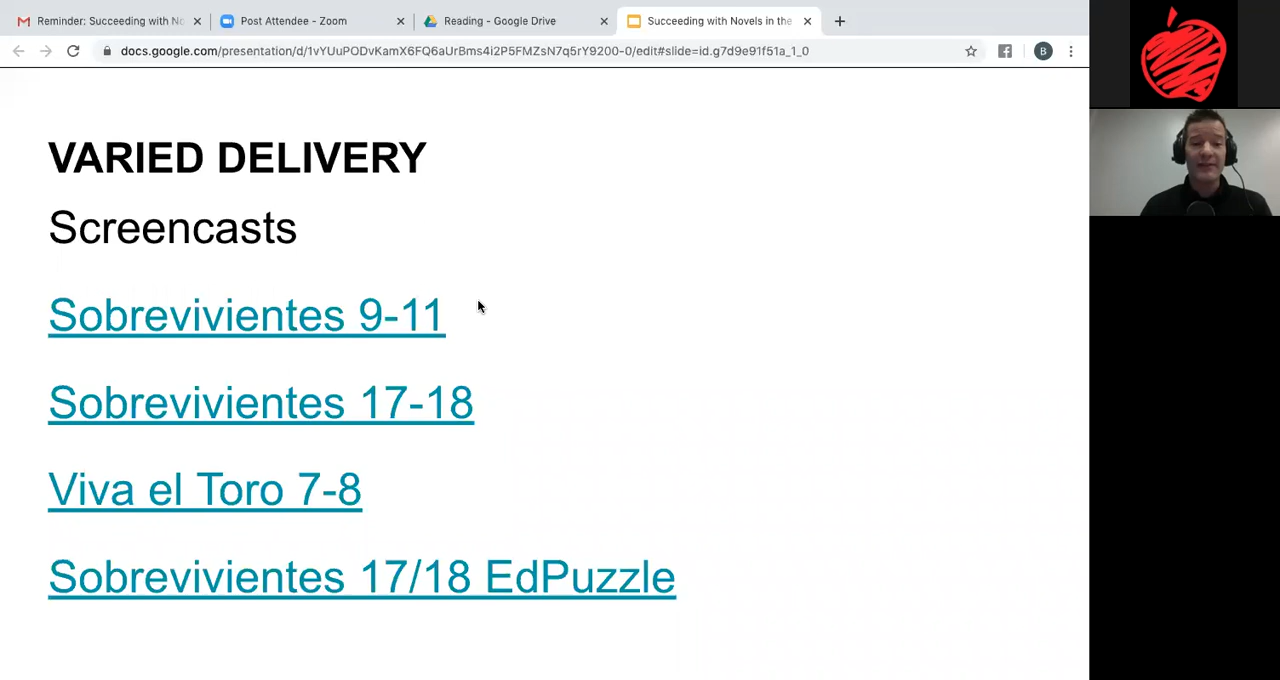 Reminder: Succeeding with No
Post Attendee - Zoom
Reading - Google Drive
Succeeding with Novels in the
docs.google.com/presentation/d/1vYUuPODvKamX6FQ6aUrBms4i2P5FMZsN7q5rY9200-0/edit#slide=id.g7d9e91f51a_1_0
B
VARIED DELIVERY
Screencasts
Sobrevivientes 9-11
Sobrevivientes 17-18
Viva el Toro 7-8
Sobrevivientes 17/18 EdPuzzle